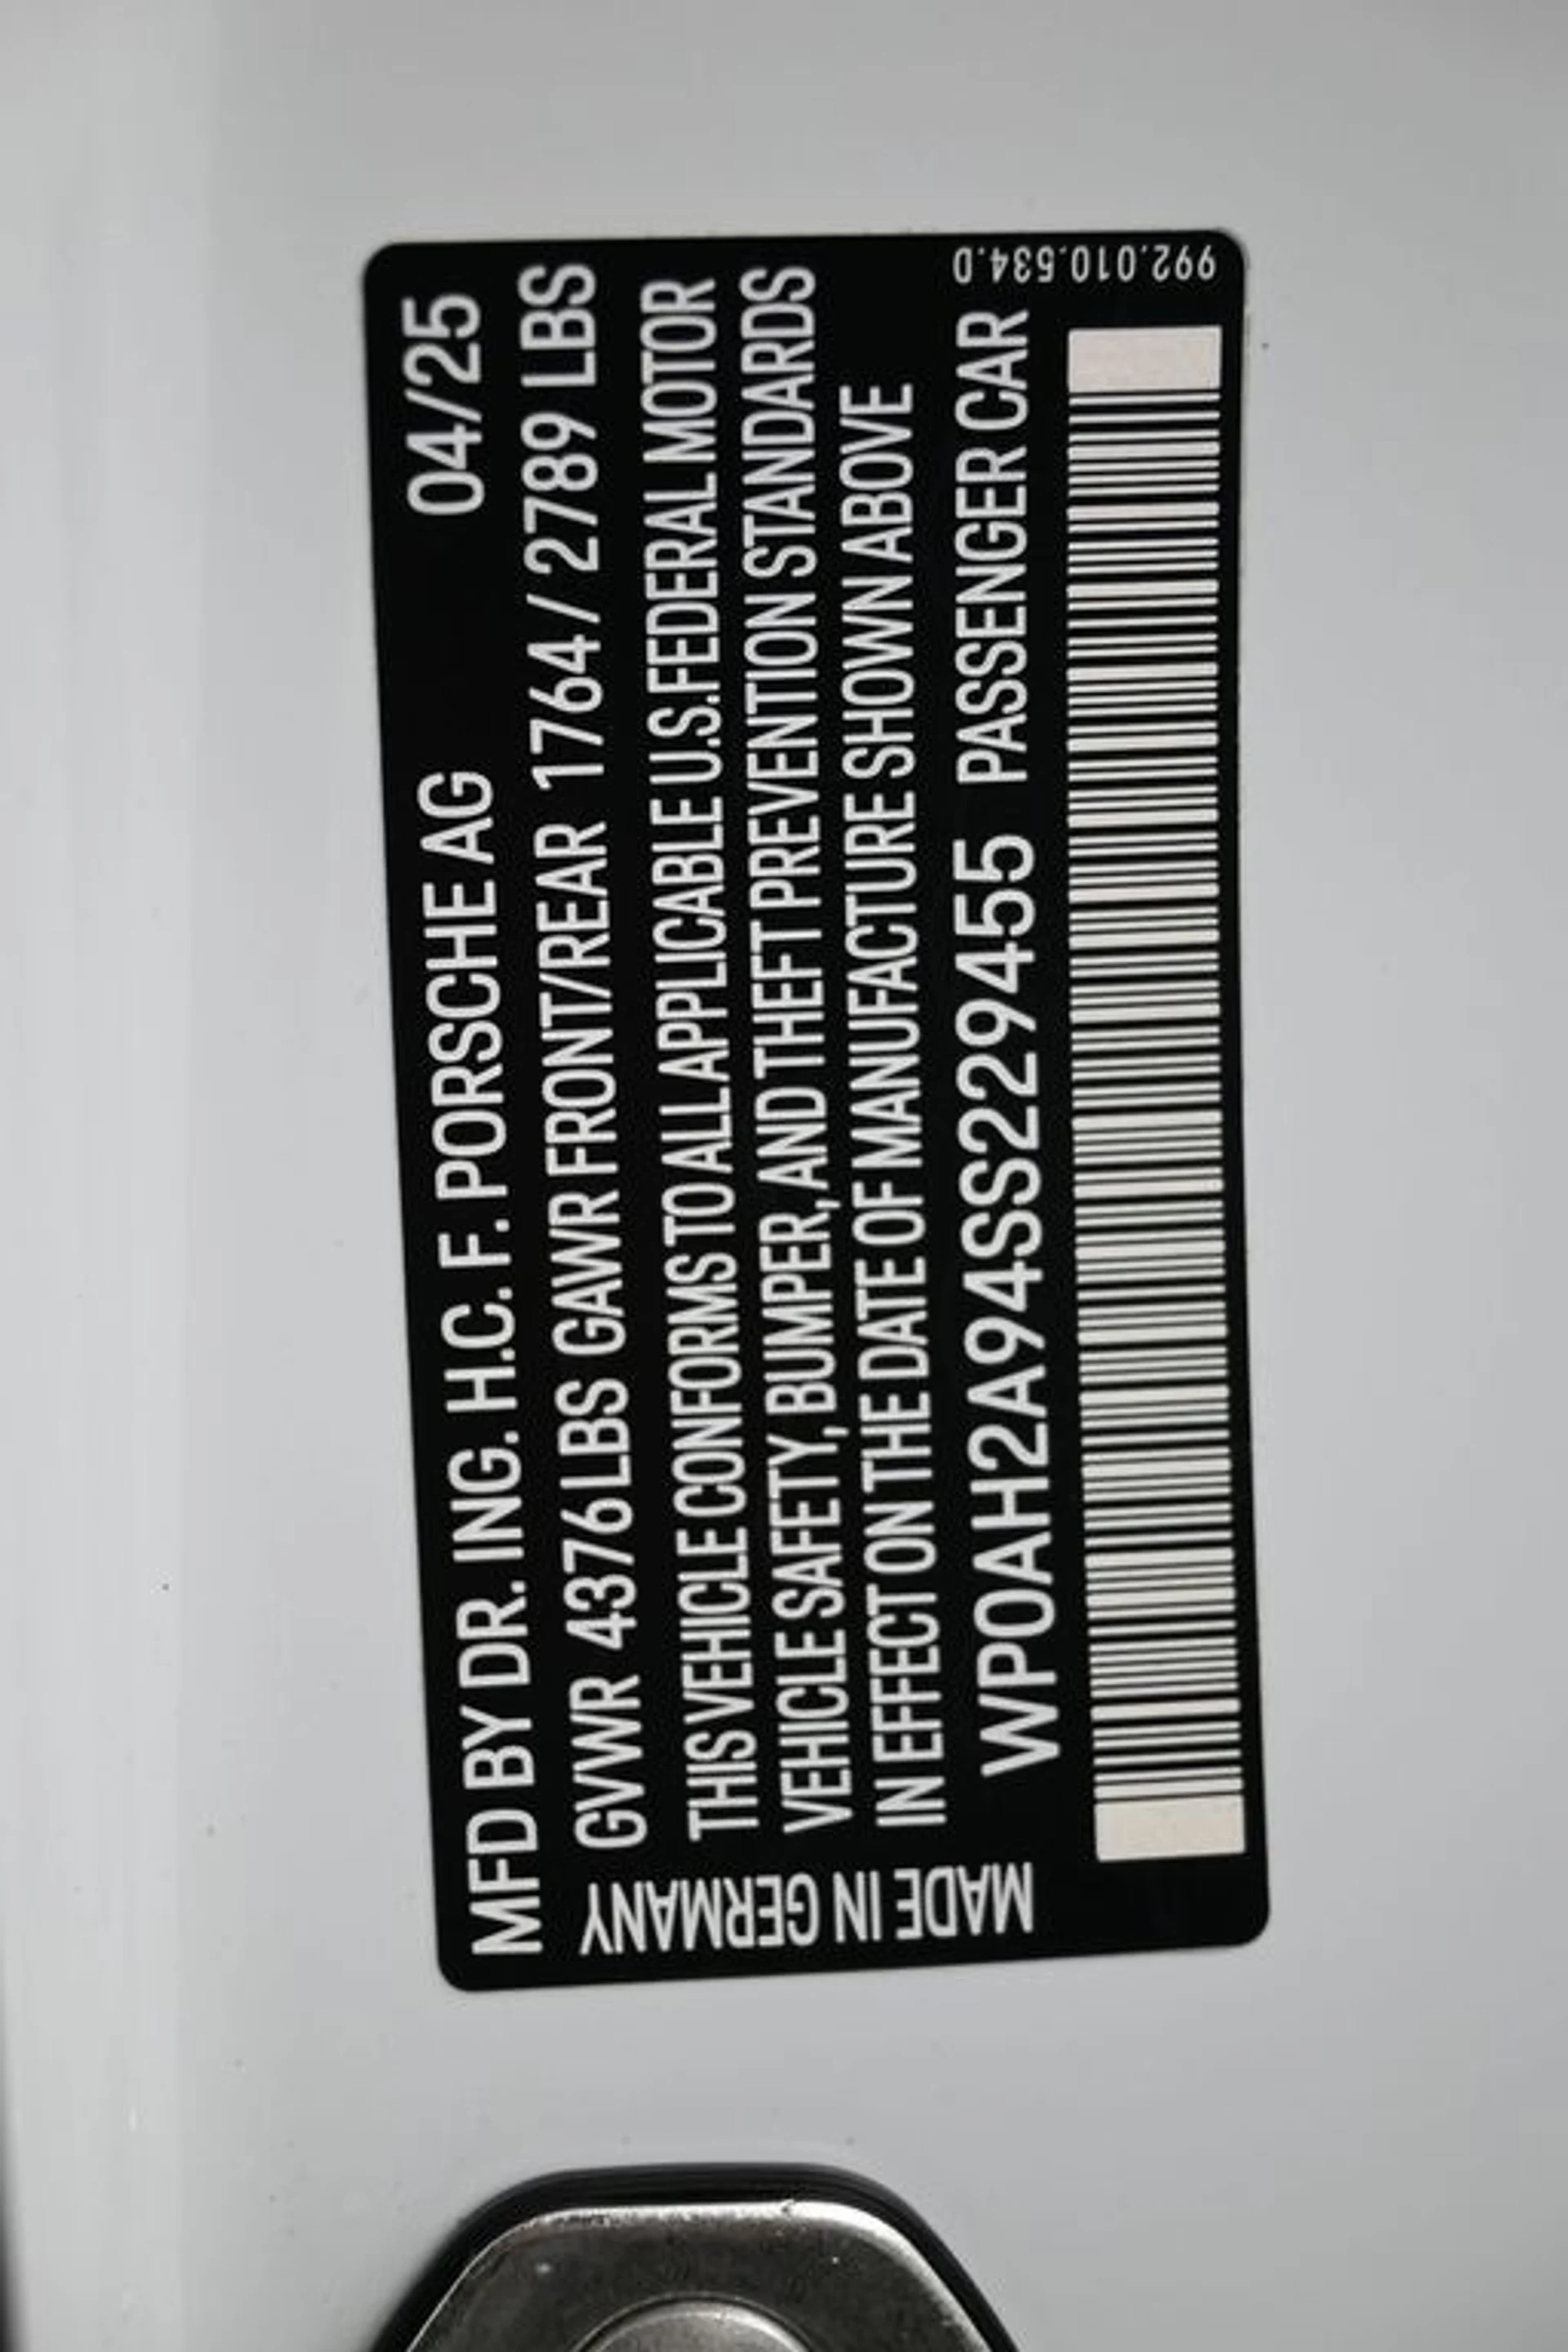 MFD BY DR. ING. H.C. F. PORSCHE AG 04/25
GVWR 4376 LBS GAWR FRONT/REAR 1764 / 2789 LBS
THIS VEHICLE CONFORMS TO ALL APPLICABLE U.S.FEDERAL MOTOR
VEHICLE SAFETY, BUMPER, AND THEFT PREVENTION STANDARDS
IN EFFECT ON THE DATE OF MANUFACTURE SHOWN ABOVE
WP0AH2A94SS229455 PASSENGER CAR
MADE IN GERMANY
992.010.534.D